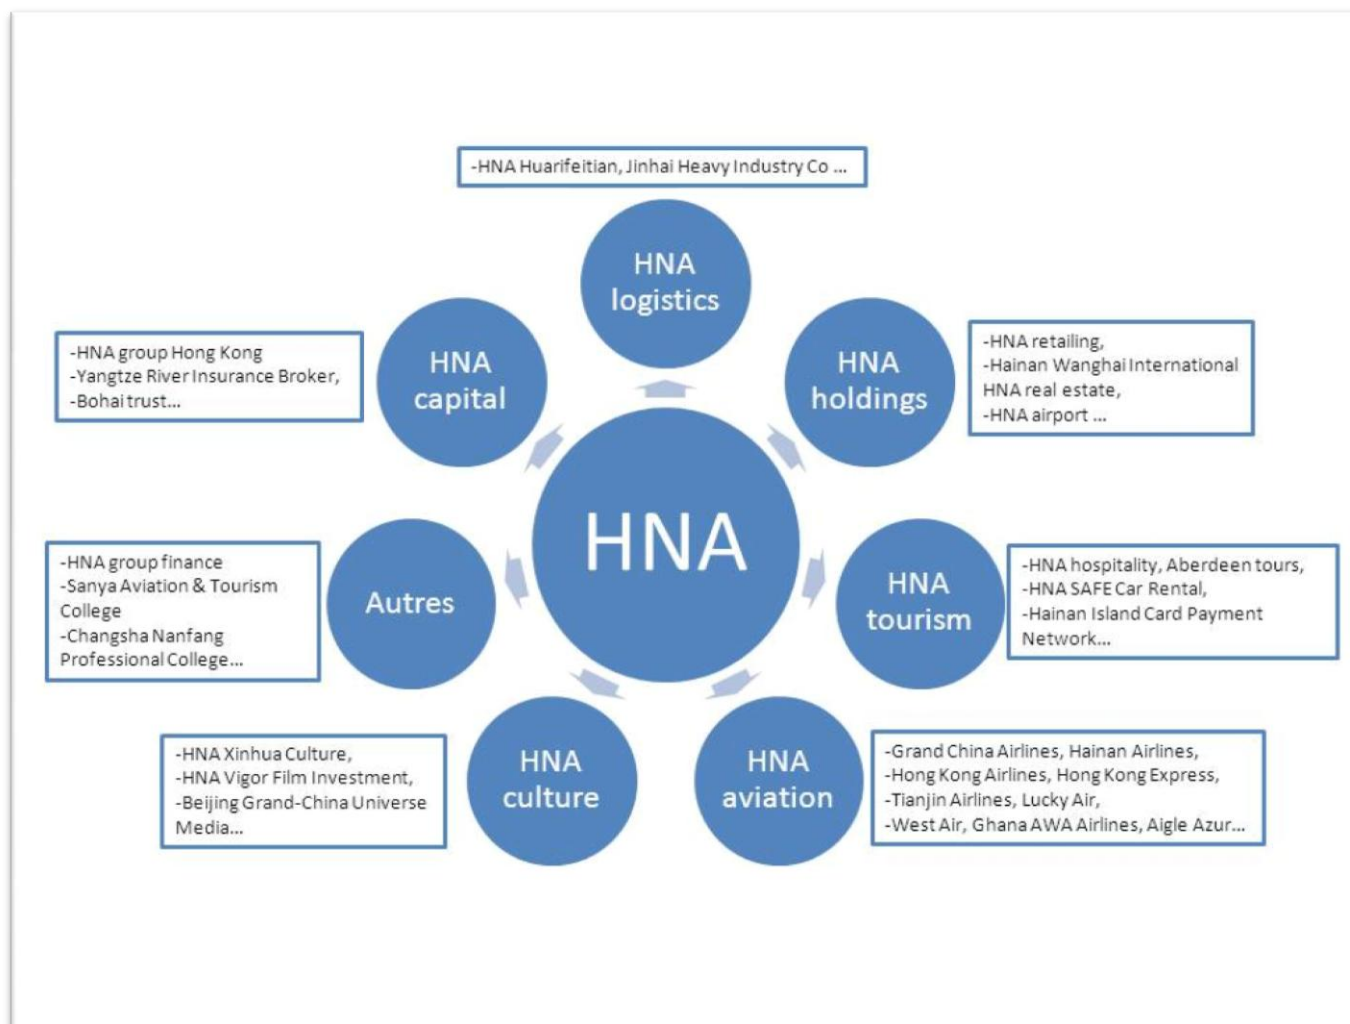 -HNA Huarifeitian, Jinhai Heavy Industry Co ...
HNA
logistics
HNA
capital
-HNA group Hong Kong
-Yangtze River Insurance Broker,
-Bohai trust...
HNA
holdings
-HNA retailing,
-Hainan Wanghai International
HNA real estate,
-HNA airport ...
HNA
-HNA group finance
-Sanya Aviation & Tourism
College
-Changsha Nanfang
Professional College...
Autres
HNA
tourism
-HNA hospitality, Aberdeen tours,
-HNA SAFE Car Rental,
-Hainan Island Card Payment
Network...
-HNA Xinhua Culture,
-HNA Vigor Film Investment,
-Beijing Grand-China Universe
Media...
HNA
culture
HNA
aviation
-Grand China Airlines, Hainan Airlines,
-Hong Kong Airlines, Hong Kong Express,
-Tianjin Airlines, Lucky Air,
-West Air, Ghana AWA Airlines, Aigle Azur...